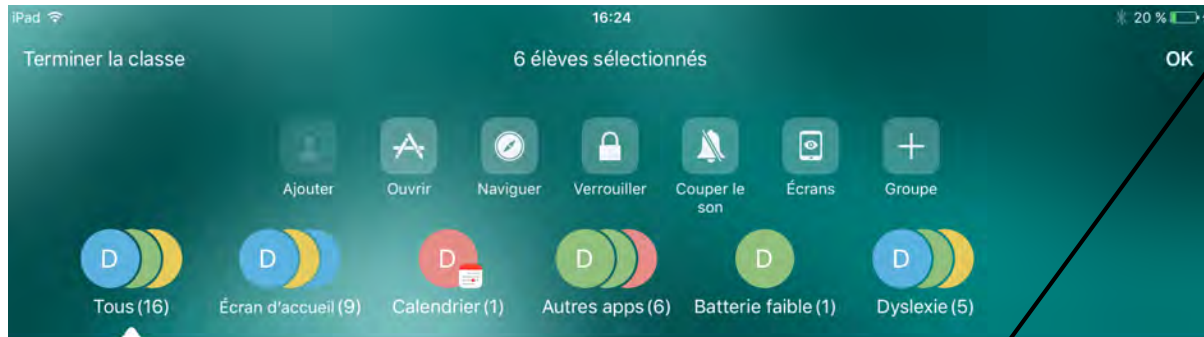 iPad 16:24 20 %
Terminer la classe 6 élèves sélectionnés OK
Ajouter Ouvrir Naviguer Verrouiller Couper le son Écrans Groupe
D D D D D D
Tous (16) Écran d'accueil (9) Calendrier (1) Autres apps (6) Batterie faible (1) Dyslexie (5)